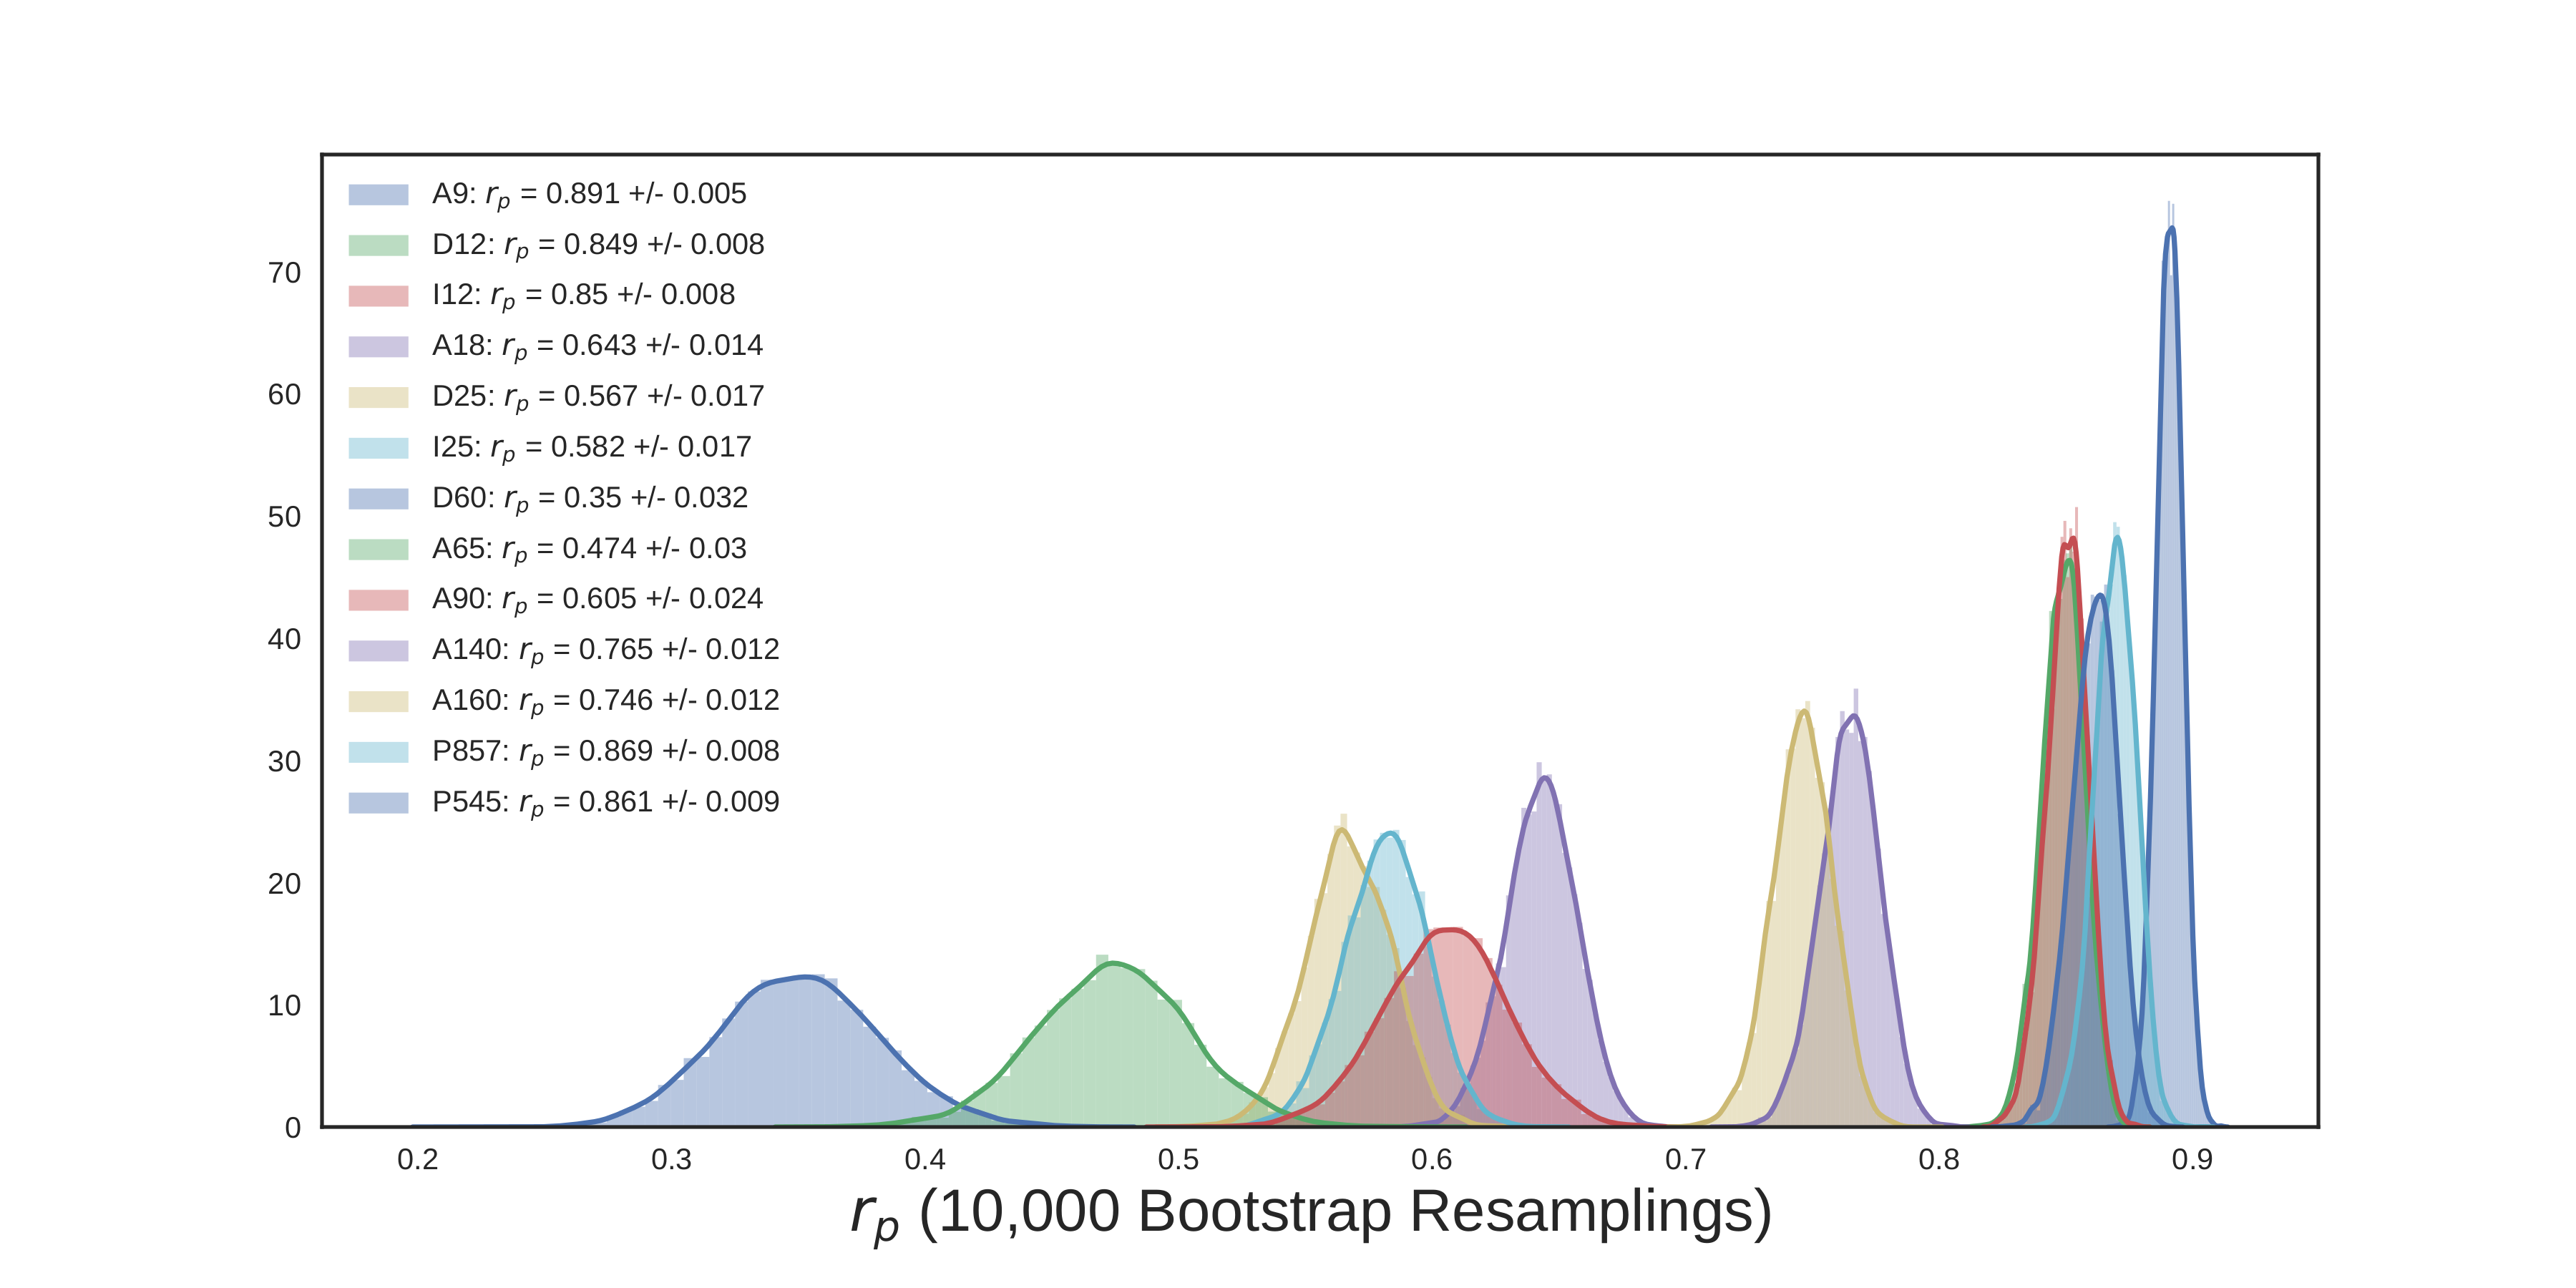 A9: rp = 0.891 +/- 0.005
D12: rp = 0.849 +/- 0.008
I12: rp = 0.85 +/- 0.008
A18: rp = 0.643 +/- 0.014
D25: rp = 0.567 +/- 0.017
I25: rp = 0.582 +/- 0.017
D60: rp = 0.35 +/- 0.032
A65: rp = 0.474 +/- 0.03
A90: rp = 0.605 +/- 0.024
A140: rp = 0.765 +/- 0.012
A160: rp = 0.746 +/- 0.012
P857: rp = 0.869 +/- 0.008
P545: rp = 0.861 +/- 0.009
70
60
50
40
30
20
10
0
0.2 0.3 0.4 0.5 0.6 0.7 0.8 0.9
rp (10,000 Bootstrap Resamplings)